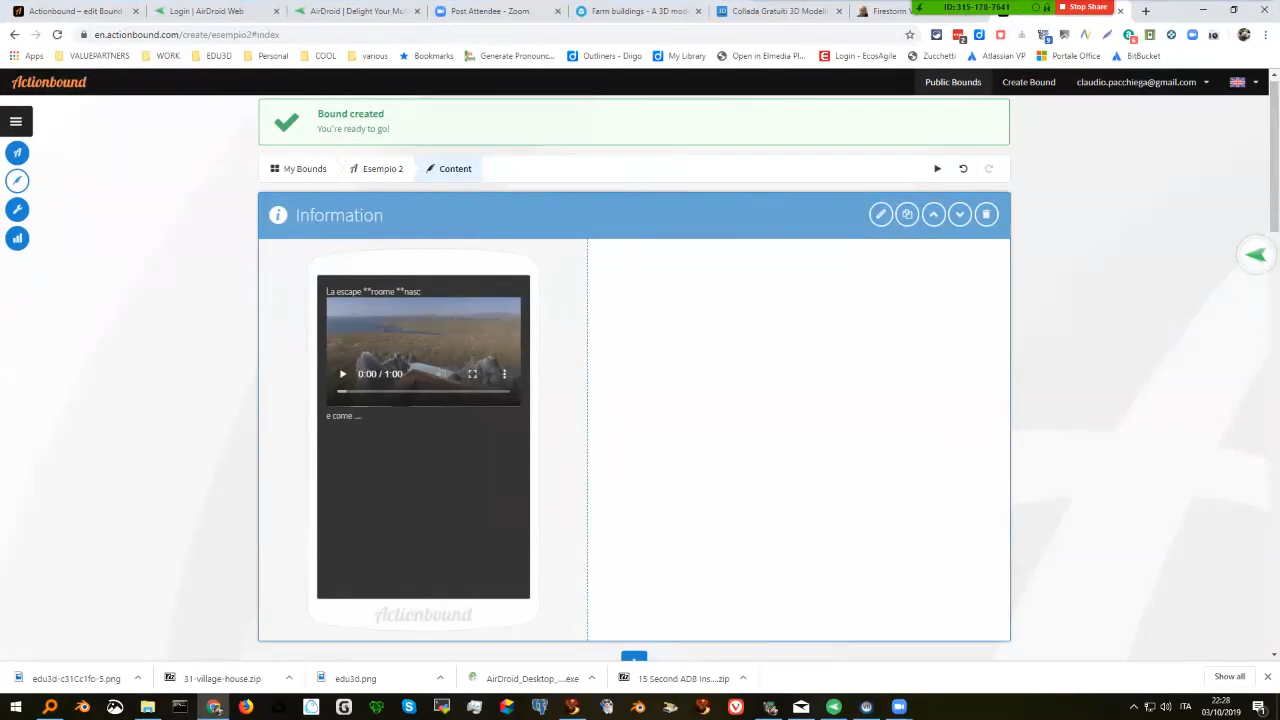 ID: 315-178-7641 Stop Share
Actionbound – edit Bound
Login | AirDroid Web
AirDroid | Delight Your Mu
Post Attendee - Zoom
Farm buildings - A 3D mod
Collada Gratuiti 3D Modelli
Firestorm V
en.actionbound.com/create/esempio2#index
Apps VALUEPARTNERS WORK EDU3D Personal COOL various Bookmarks Generate Pronounc... Outliners - Diigo My Library Open in Elmedia Pl... Login - EcosAgile Zucchetti Atlassian VP Portale Office BitBucket
Actionbound Public Bounds Create Bound claudio.pacchiega@gmail.com
Bound created
You're ready to go!
My Bounds Esempio 2 Content
Information
La escape **roome **nasc
0:00 / 1:00
e come ....
Actionbound
edu3d-c31Cc1fo-5.png 31-village-house.zip edu3d.png AirDroid_Desktop_....exe 15 Second ADB Ins....zip Show all
ITA 22:28
03/10/2019